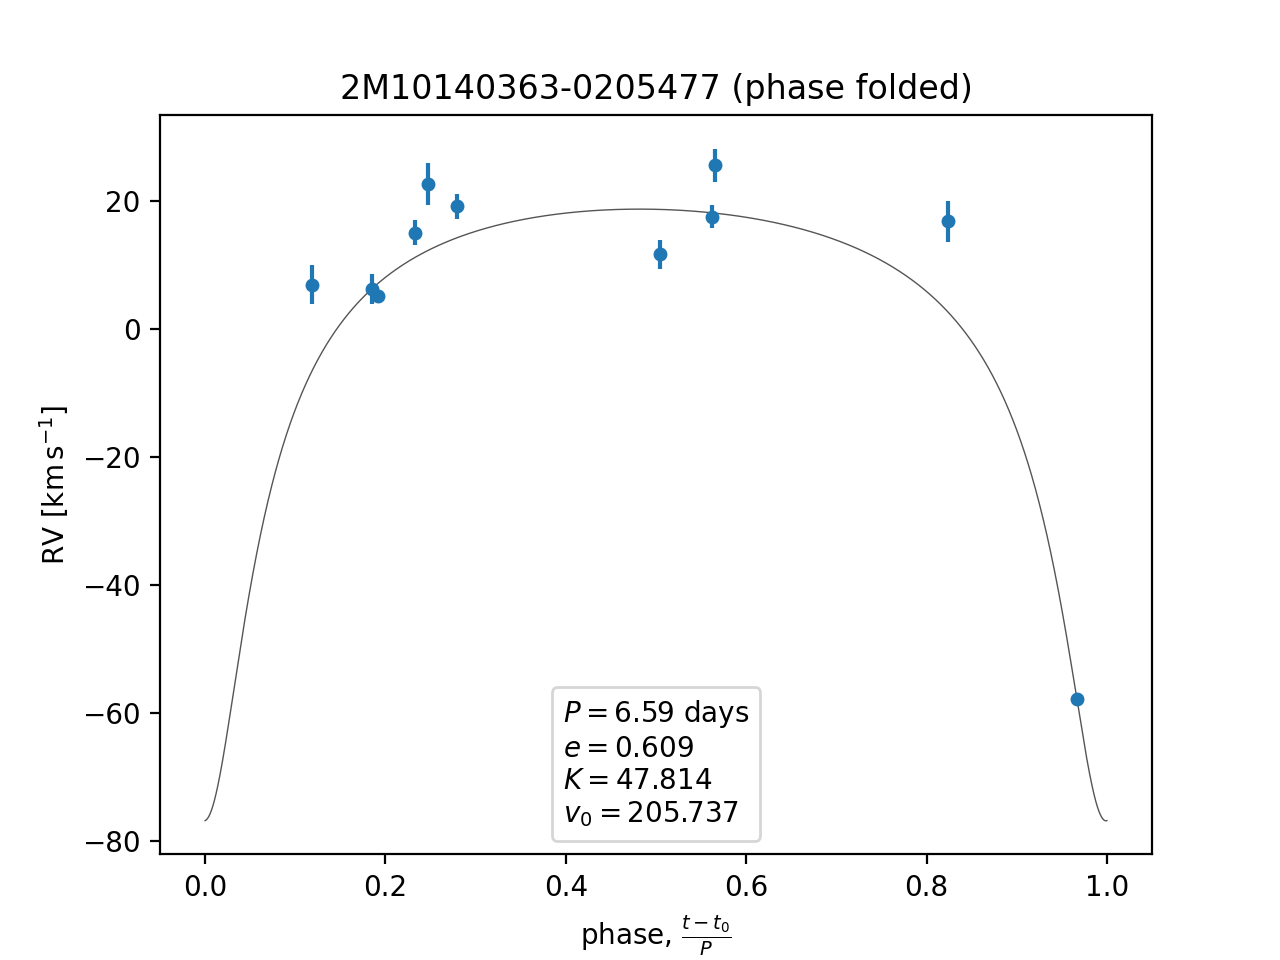 2M10140363-0205477 (phase folded)
RV [km s⁻¹]
20
0
−20
−40
−60
−80
P = 6.59 days
e = 0.609
K = 47.814
v₀ = 205.737
0.0 0.2 0.4 0.6 0.8 1.0
phase, (t − t₀)/P